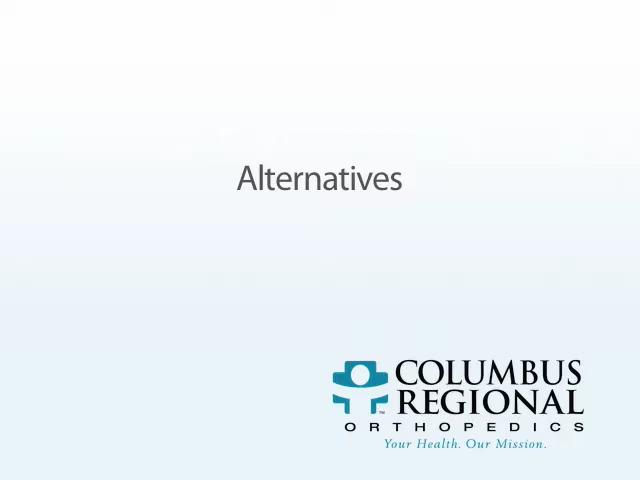 Alternatives
COLUMBUS
REGIONAL
ORTHOPEDICS
Your Health. Our Mission.